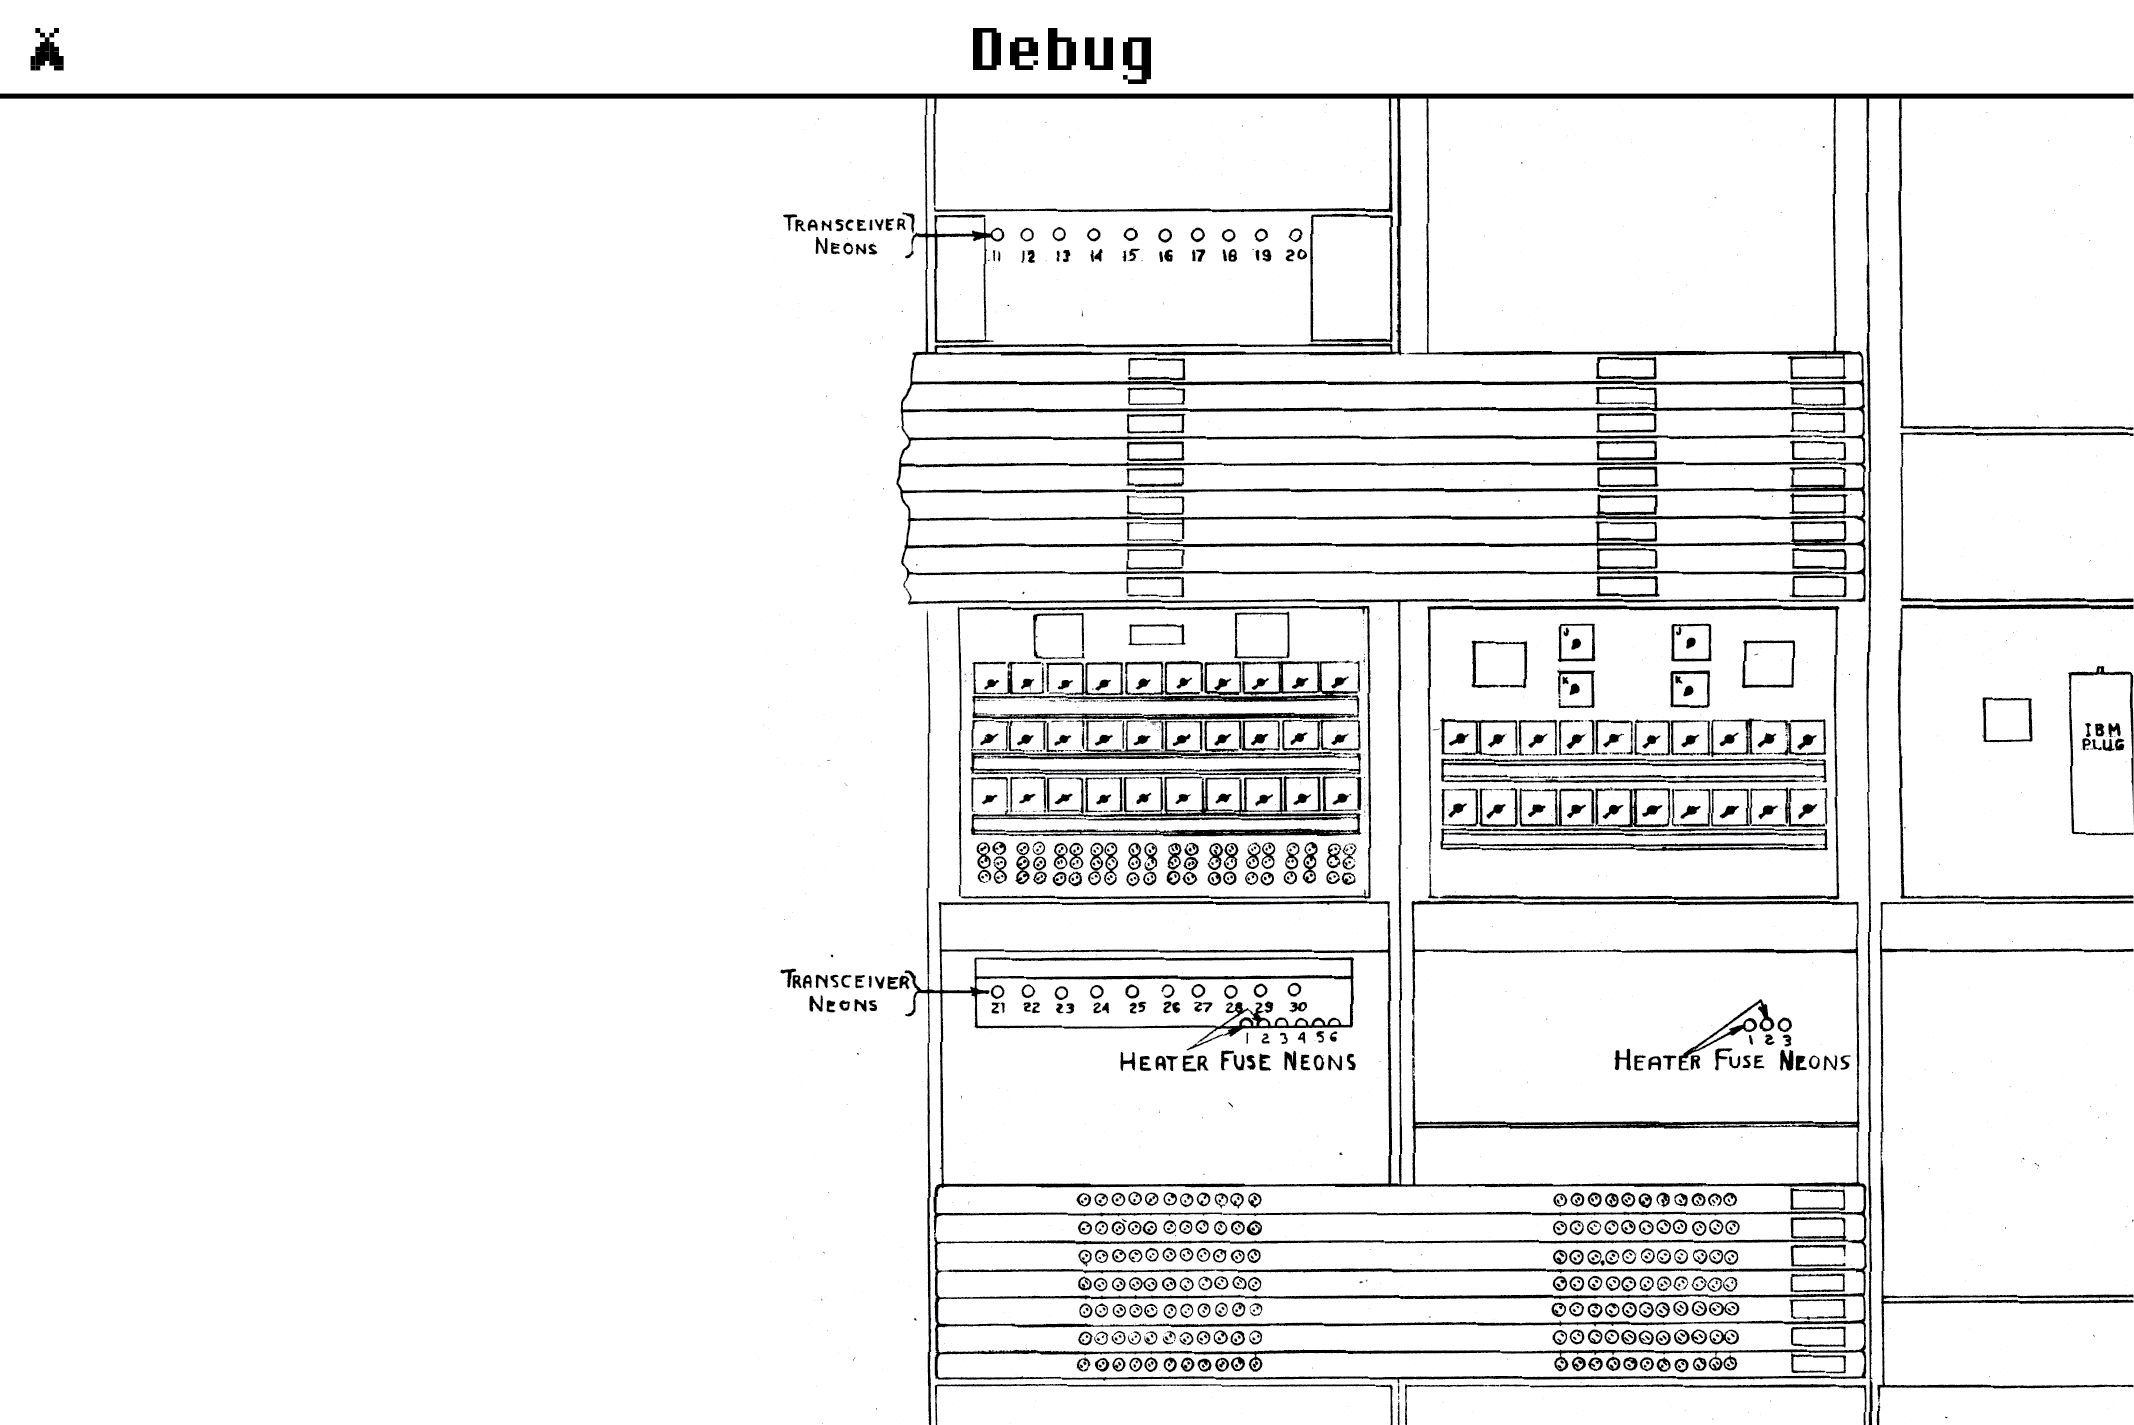 Debug
TRANSCEIVER
NEONS
11 12 13 14 15 16 17 18 19 20
J J
K K
IBM
PLUG
TRANSCEIVER
NEONS
21 22 23 24 25 26 27 28 29 30
1 2 3 4 5 6
HEATER FUSE NEONS
1 2 3
HEATER FUSE NEONS